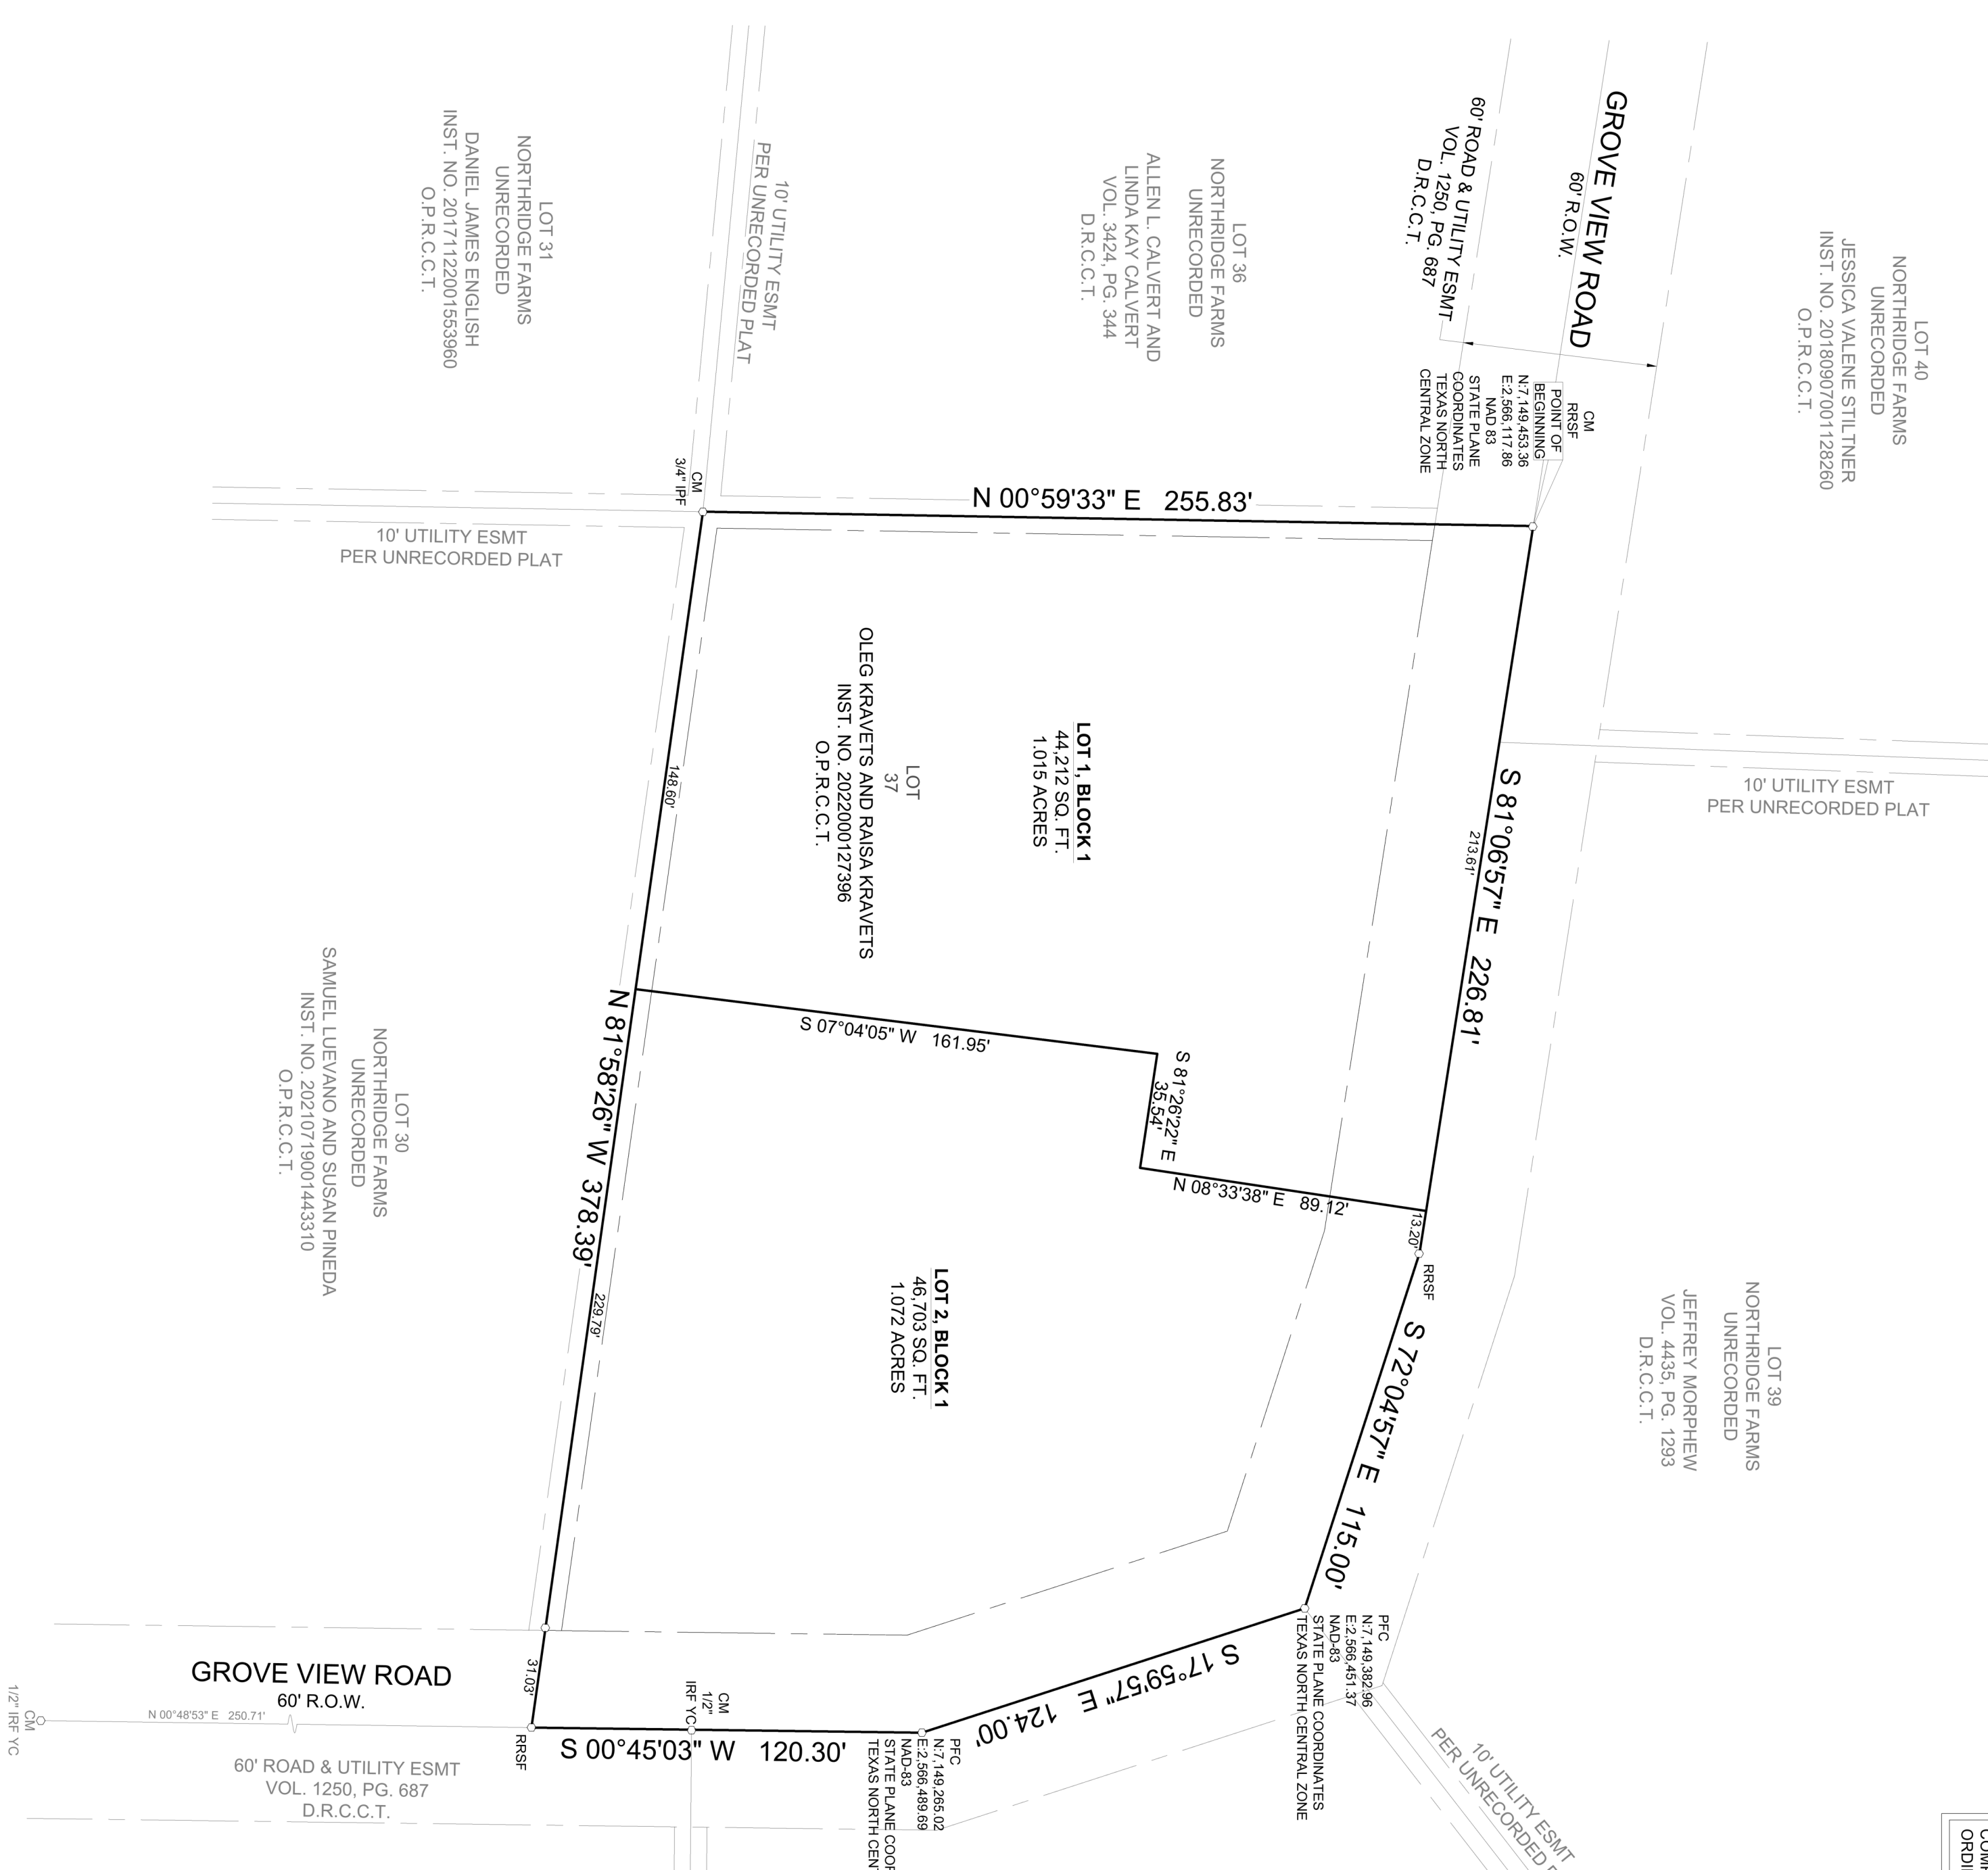 GROVE VIEW ROAD
60' R.O.W.
60' ROAD & UTILITY ESMT
VOL. 1250, PG. 687
D.R.C.C.T.
LOT 40
NORTHRIDGE FARMS
UNRECORDED
JESSICA VALENE STILTNER
INST. NO. 20180907001128260
O.P.R.C.C.T.
LOT 36
NORTHRIDGE FARMS
UNRECORDED
ALLEN L. CALVERT AND
LINDA KAY CALVERT
VOL. 3424, PG. 344
D.R.C.C.T.
10' UTILITY ESMT
PER UNRECORDED PLAT
LOT 31
NORTHRIDGE FARMS
UNRECORDED
DANIEL JAMES ENGLISH
INST. NO. 20171122001553960
O.P.R.C.C.T.
CM
RRSF
POINT OF
BEGINNING
N:7,149,453.36
E:2,566,117.86
NAD 83
STATE PLANE
COORDINATES
TEXAS NORTH
CENTRAL ZONE
CM
3/4" IPF
N 00°59'33" E 255.83'
10' UTILITY ESMT
PER UNRECORDED PLAT
10' UTILITY ESMT
PER UNRECORDED PLAT
S 81°06'57" E 226.81'
213.61'
LOT 1, BLOCK 1
44,212 SQ. FT.
1.015 ACRES
LOT
37
OLEG KRAVETS AND RAISA KRAVETS
INST. NO. 2022000127396
O.P.R.C.C.T.
148.60'
S 07°04'05" W 161.95'
S 81°26'22" E
35.54'
N 08°33'38" E 89.12'
13.20'
RRSF
N 81°58'26" W 378.39'
229.79'
LOT 30
NORTHRIDGE FARMS
UNRECORDED
SAMUEL LUEVANO AND SUSAN PINEDA
INST. NO. 20210719001443310
O.P.R.C.C.T.
LOT 2, BLOCK 1
46,703 SQ. FT.
1.072 ACRES
LOT 39
NORTHRIDGE FARMS
UNRECORDED
JEFFREY MORPHEW
VOL. 4435, PG. 1293
D.R.C.C.T.
S 72°04'57" E 115.00'
PFC
N:7,149,382.96
E:2,566,451.37
NAD-83
STATE PLANE COORDINATES
TEXAS NORTH CENTRAL ZONE
S 17°59'57" E 124.00'
PFC
N:7,149,265.02
E:2,566,489.69
NAD-83
STATE PLANE COOR
TEXAS NORTH CENT
S 00°45'03" W 120.30'
CM
1/2"
IRF YC
31.03'
RRSF
GROVE VIEW ROAD
60' R.O.W.
N 00°48'53" E 250.71'
CM
1/2" IRF YC
60' ROAD & UTILITY ESMT
VOL. 1250, PG. 687
D.R.C.C.T.
10' UTILITY ESMT
PER UNRECORDED